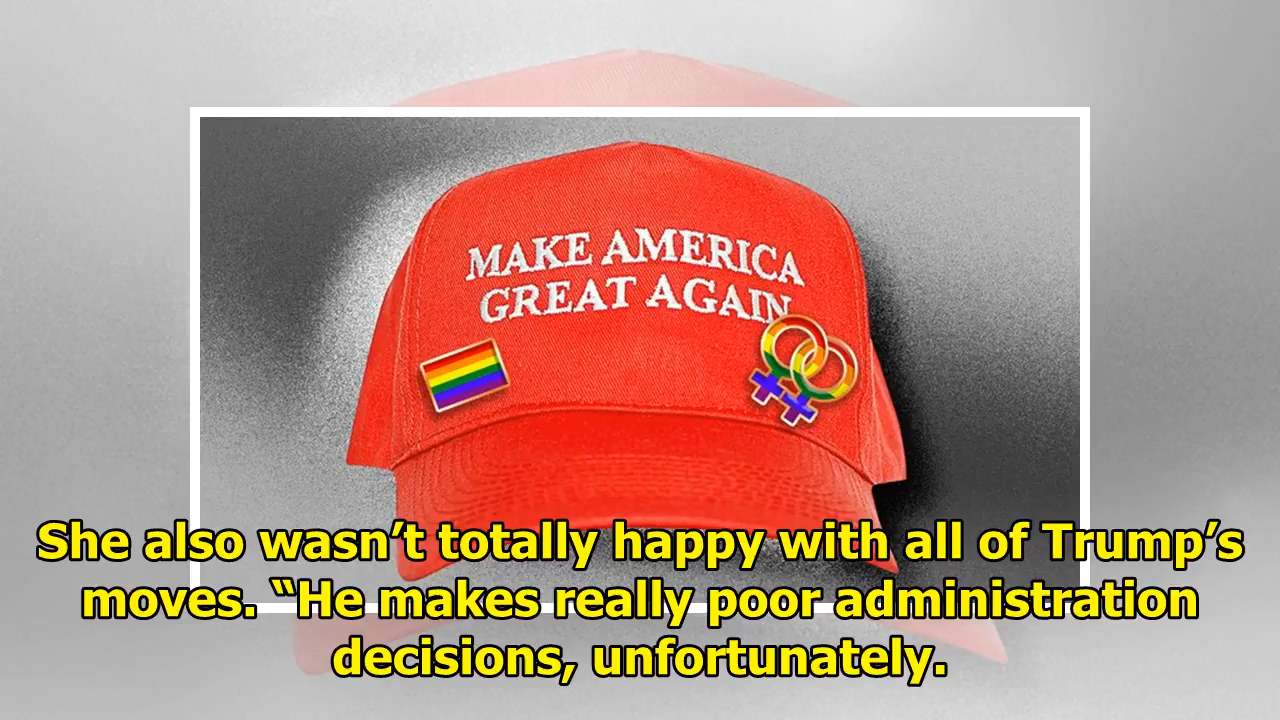 MAKE AMERICA
GREAT AGAIN
She also wasn’t totally happy with all of Trump’s
moves. “He makes really poor administration
decisions, unfortunately.